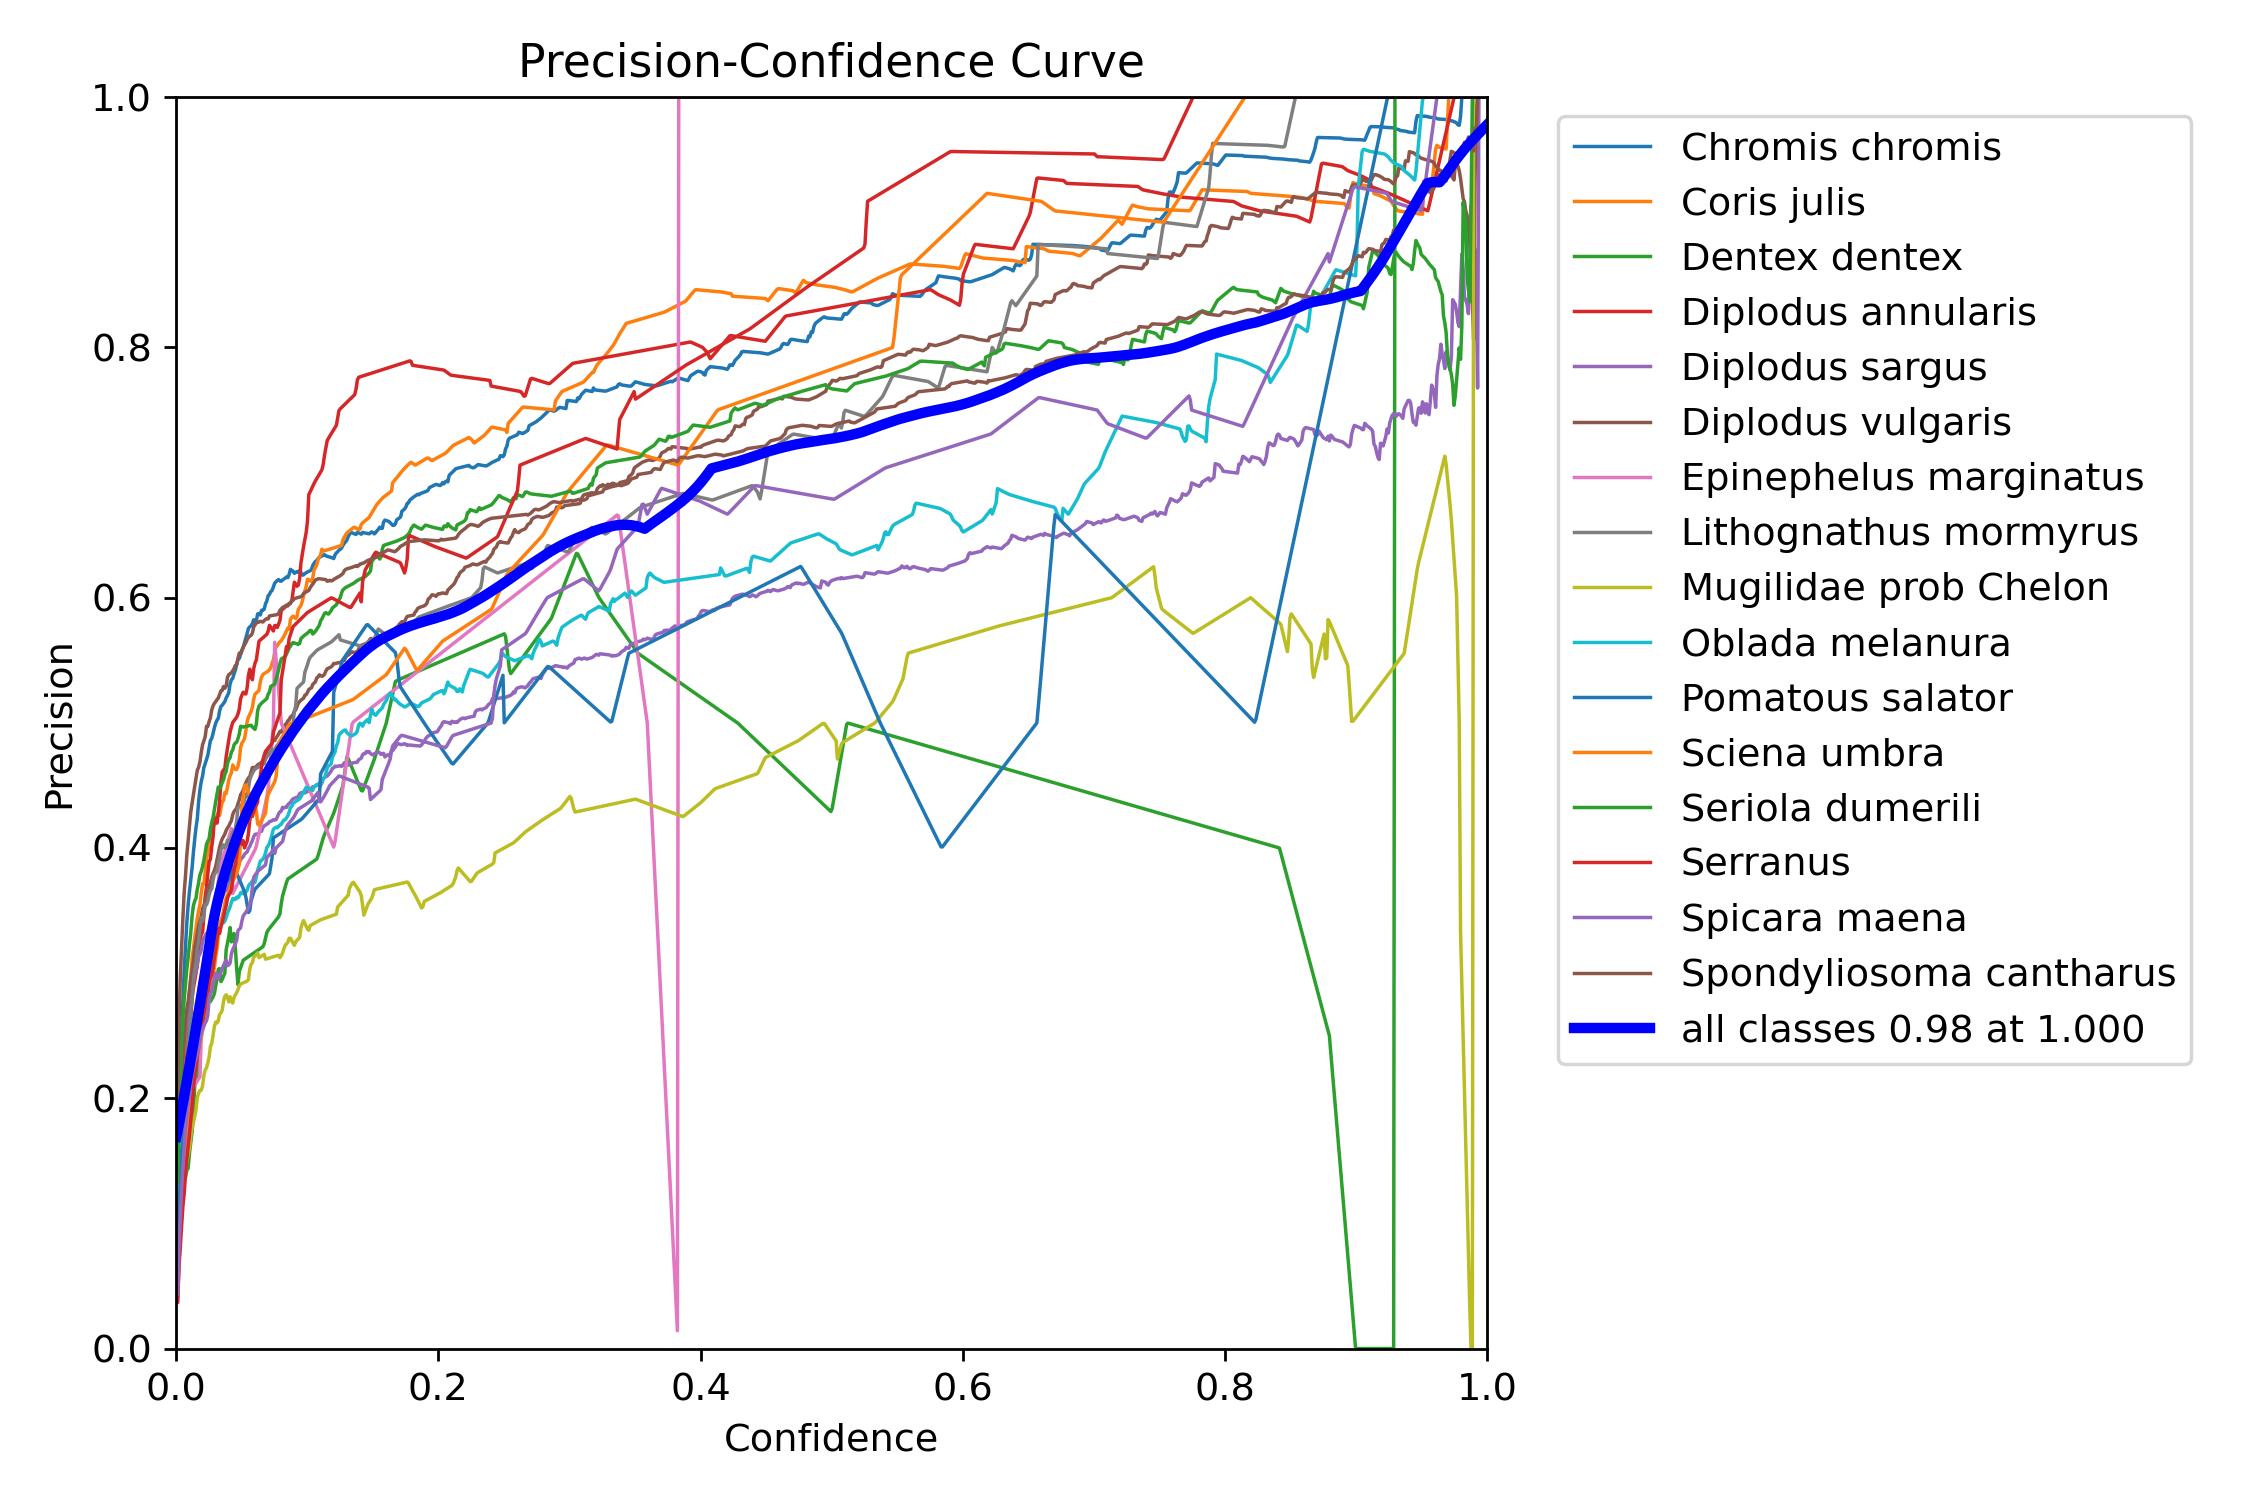 Precision-Confidence Curve
1.0
0.8
0.6
0.4
0.2
0.0
Precision
0.0 0.2 0.4 0.6 0.8 1.0
Confidence
Chromis chromis
Coris julis
Dentex dentex
Diplodus annularis
Diplodus sargus
Diplodus vulgaris
Epinephelus marginatus
Lithognathus mormyrus
Mugilidae prob Chelon
Oblada melanura
Pomatous salator
Sciena umbra
Seriola dumerili
Serranus
Spicara maena
Spondyliosoma cantharus
all classes 0.98 at 1.000